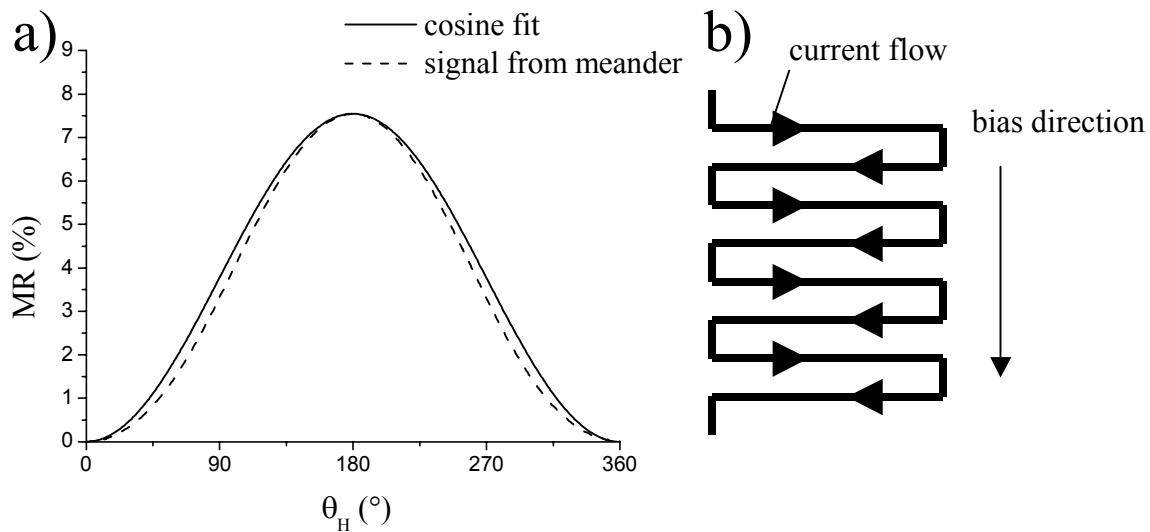 a)
cosine fit
signal from meander
9
8
7
6
5
4
3
2
1
0
MR (%)
0 90 180 270 360
θ_H (°)
b)
current flow
bias direction